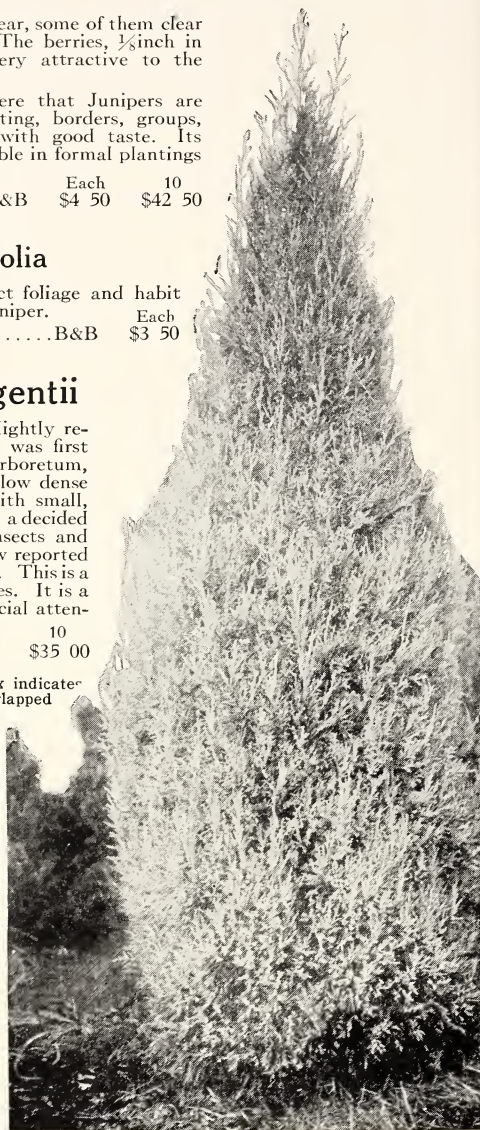 ear, some of them clear
The berries, ⅛inch in
ery attractive to the
ere that Junipers are
ting, borders, groups,
with good taste. Its
ble in formal plantings
Each 10
&B $4 50 $42 50
olia
ct foliage and habit
niper. Each
.....B&B $3 50
gentii
lightly re-
was first
rboretum,
low dense
ith small,
a decided
nsects and
w reported
. This is a
es. It is a
cial atten-
10
$35 00
x indicates
rlapped